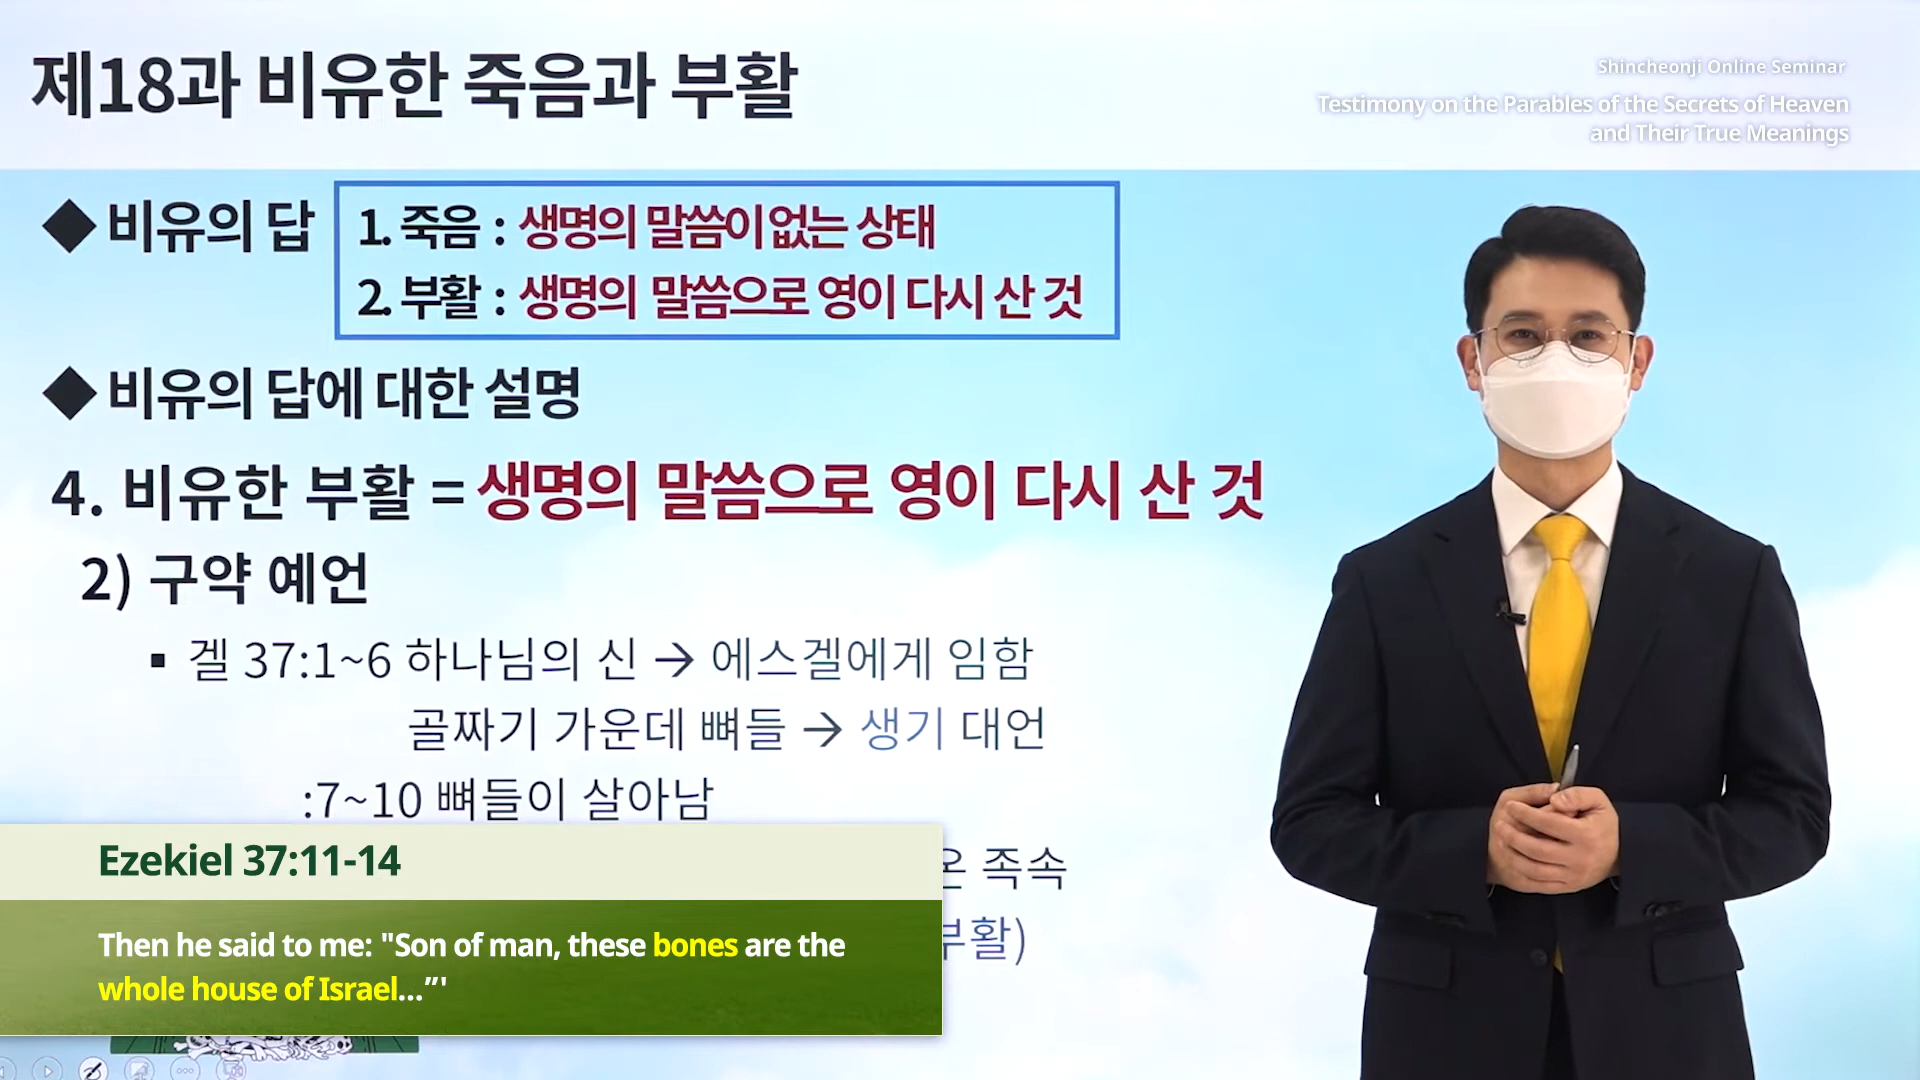 제18과 비유한 죽음과 부활
Shincheonji Online Seminar
Testimony on the Parables of the Secrets of Heaven
and Their True Meanings
◆비유의 답
1. 죽음 : 생명의 말씀이 없는 상태
2. 부활 : 생명의 말씀으로 영이 다시 산 것
◆비유의 답에 대한 설명
4. 비유한 부활 = 생명의 말씀으로 영이 다시 산 것
2) 구약 예언
▪ 겔 37:1~6 하나님의 신 → 에스겔에게 임함
골짜기 가운데 뼈들 → 생기 대언
:7~10 뼈들이 살아남
족속
부활)
Ezekiel 37:11-14
Then he said to me: "Son of man, these bones are the
whole house of Israel...”'